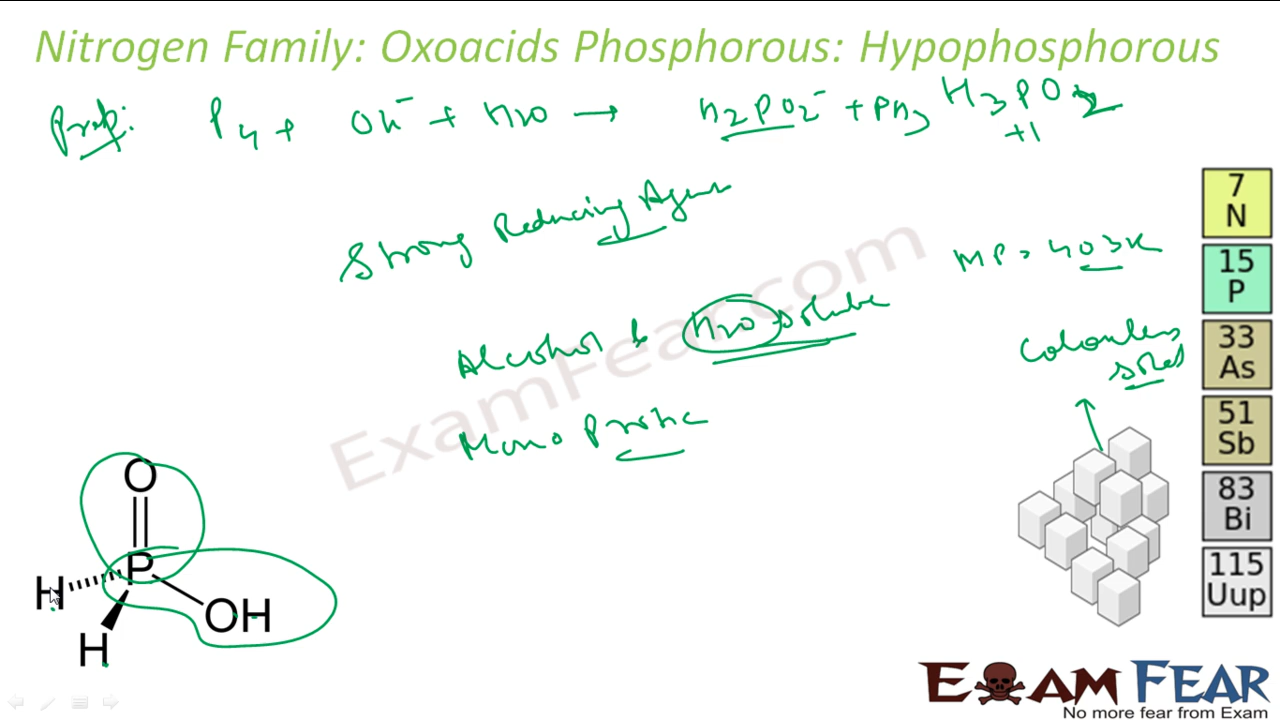 Nitrogen Family: Oxoacids Phosphorous: Hypophosphorous
Prep: P4 + OH⁻ + H2O → H2PO2⁻ + PH3
H3PO2
+1
Strong Reducing Agent
MP = 403K
Alcohol & H2O soluble
Colourless
solid
Mono Protic
ExamFear.com
7
N
15
P
33
As
51
Sb
83
Bi
115
Uup
O
P
H
OH
H
EXAM FEAR
No more fear from Exam